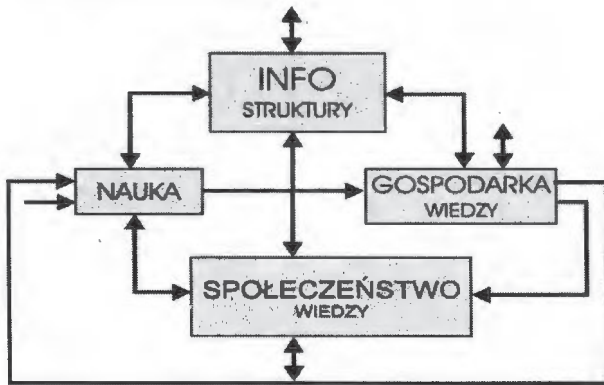 INFO
STRUKTURY
NAUKA
GOSPODARKA
WIEDZY
SPOŁECZEŃSTWO
WIEDZY